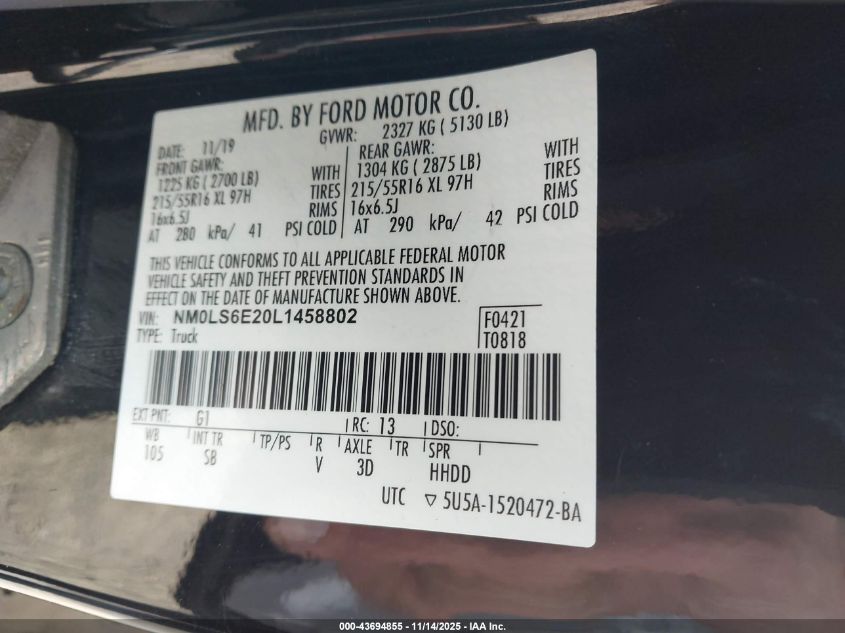 MFD. BY FORD MOTOR CO.
DATE: 11/19 GVWR: 2327 KG ( 5130 LB)
FRONT GAWR: REAR GAWR:
1225 KG ( 2700 LB) WITH 1304 KG ( 2875 LB) WITH
215/55R16 XL 97H TIRES 215/55R16 XL 97H TIRES
16x6.5J RIMS 16x6.5J RIMS
AT 280 kPa/ 41 PSI COLD AT 290 kPa/ 42 PSI COLD
THIS VEHICLE CONFORMS TO ALL APPLICABLE FEDERAL MOTOR
VEHICLE SAFETY AND THEFT PREVENTION STANDARDS IN
EFFECT ON THE DATE OF MANUFACTURE SHOWN ABOVE.
VIN: NM0LS6E20L1458802 F0421
TYPE: Truck T0818
EXT PNT: G1 RC: 13 DSO:
WB INT TR TP/PS R AXLE TR SPR
105 SB V 3D HHDD
UTC ▽ 5U5A-1520472-BA
000-43694855 | 11/14/2025 - IAA Inc.